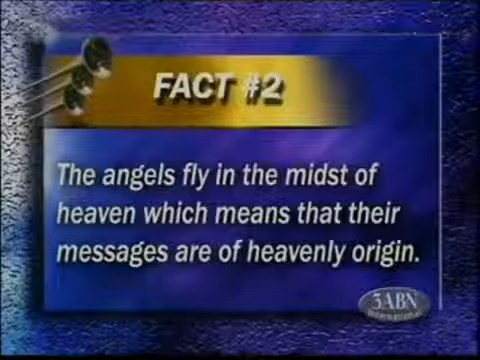 FACT #2
The angels fly in the midst of
heaven which means that their
messages are of heavenly origin.
3ABN
INTERNATIONAL